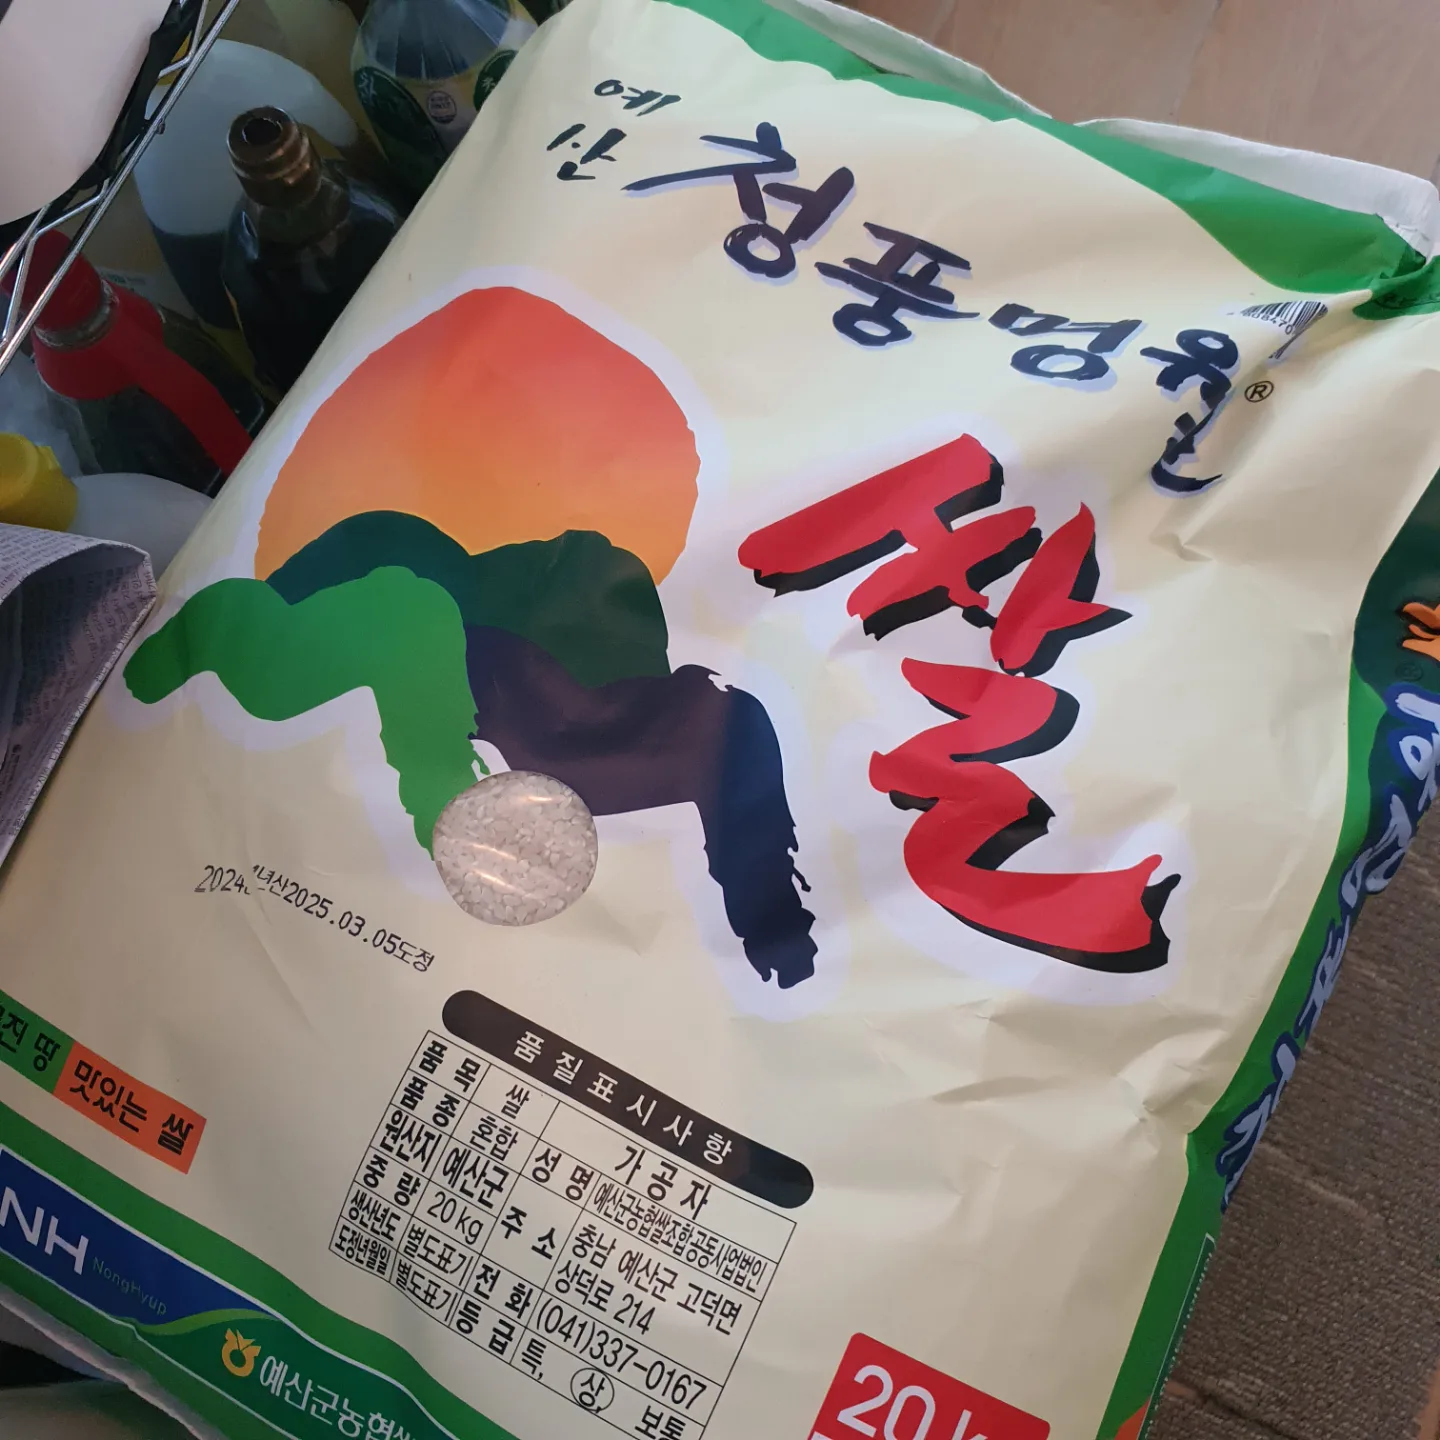 예산
청풍명월®
쌀
2024년산2025.03.05도정
맛있는 쌀
품질표시사항
품목 쌀 가공자
품종 혼합 성명 예산군농협쌀조합공동사업법인
원산지 예산군 주소 충남 예산군 고덕면
상덕로 214
중량 20kg
생산년도 별도표기 전화 (041)337-0167
도정년월일 별도표기 등급 특, 상, 보통
NH NongHyup
예산군농협쌀
20